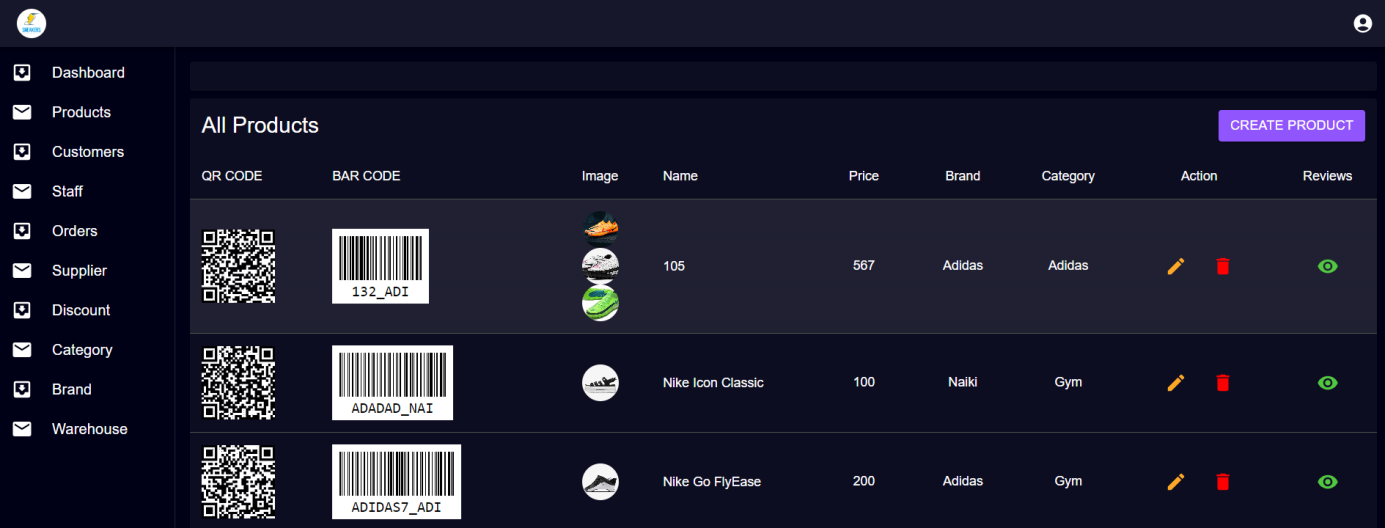 SNEAKERS
Dashboard
Products
Customers
Staff
Orders
Supplier
Discount
Category
Brand
Warehouse
All Products
CREATE PRODUCT
QR CODE BAR CODE Image Name Price Brand Category Action Reviews
132_ADI 105 567 Adidas Adidas
ADADAD_NAI Nike Icon Classic 100 Naiki Gym
ADIDAS7_ADI Nike Go FlyEase 200 Adidas Gym